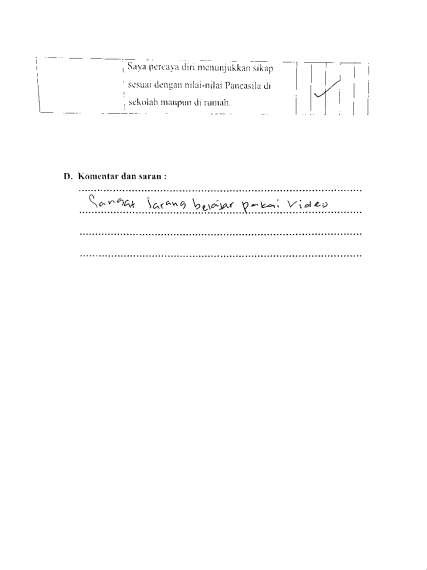 Saya percaya diri menunjukkan sikap
sesuai dengan nilai-nilai Pancasila di
sekolah maupun di rumah.
D. Komentar dan saran :
Sangat Jarang belajar pakai Video